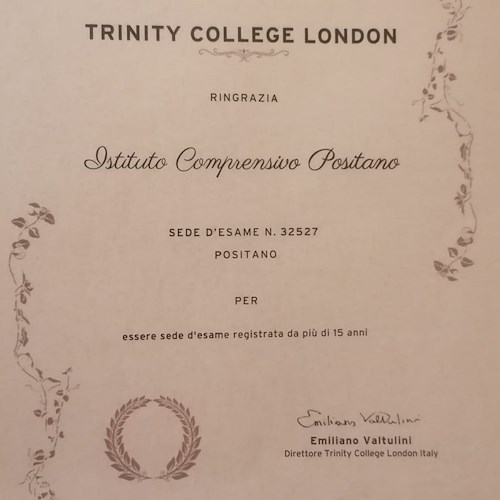 TRINITY COLLEGE LONDON
RINGRAZIA
Istituto Comprensivo Positano
SEDE D'ESAME N. 32527
POSITANO
PER
essere sede d'esame registrata da più di 15 anni
Emiliano Valtulini
Emiliano Valtulini
Direttore Trinity College London Italy